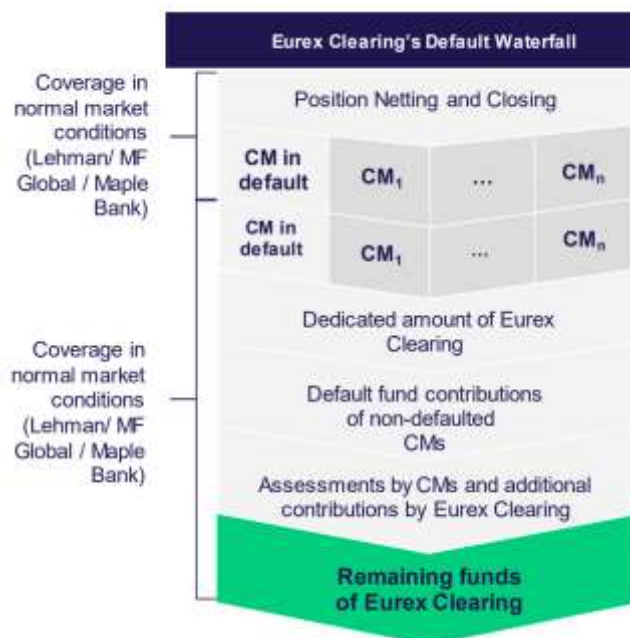 Eurex Clearing's Default Waterfall
Coverage in
normal market
conditions
(Lehman/ MF
Global / Maple
Bank)
Position Netting and Closing
CM in
default
CM1
...
CMn
CM in
default
CM1
...
CMn
Coverage in
normal market
conditions
(Lehman/ MF
Global / Maple
Bank)
Dedicated amount of Eurex
Clearing
Default fund contributions
of non-defaulted
CMs
Assessments by CMs and additional
contributions by Eurex Clearing
Remaining funds
of Eurex Clearing